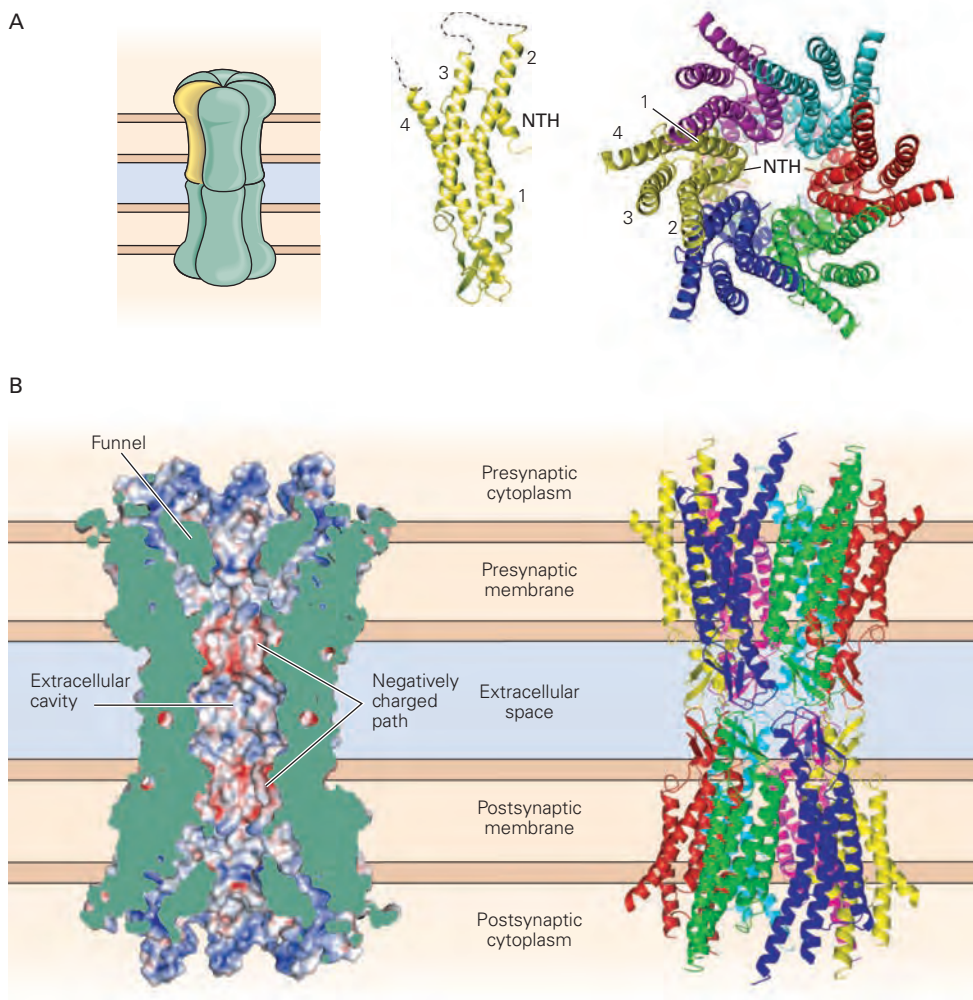 A
3
2
4
NTH
1
1
4
NTH
3
2
B
Funnel
Presynaptic
cytoplasm
Presynaptic
membrane
Extracellular
cavity
Negatively
charged
path
Extracellular
space
Postsynaptic
membrane
Postsynaptic
cytoplasm